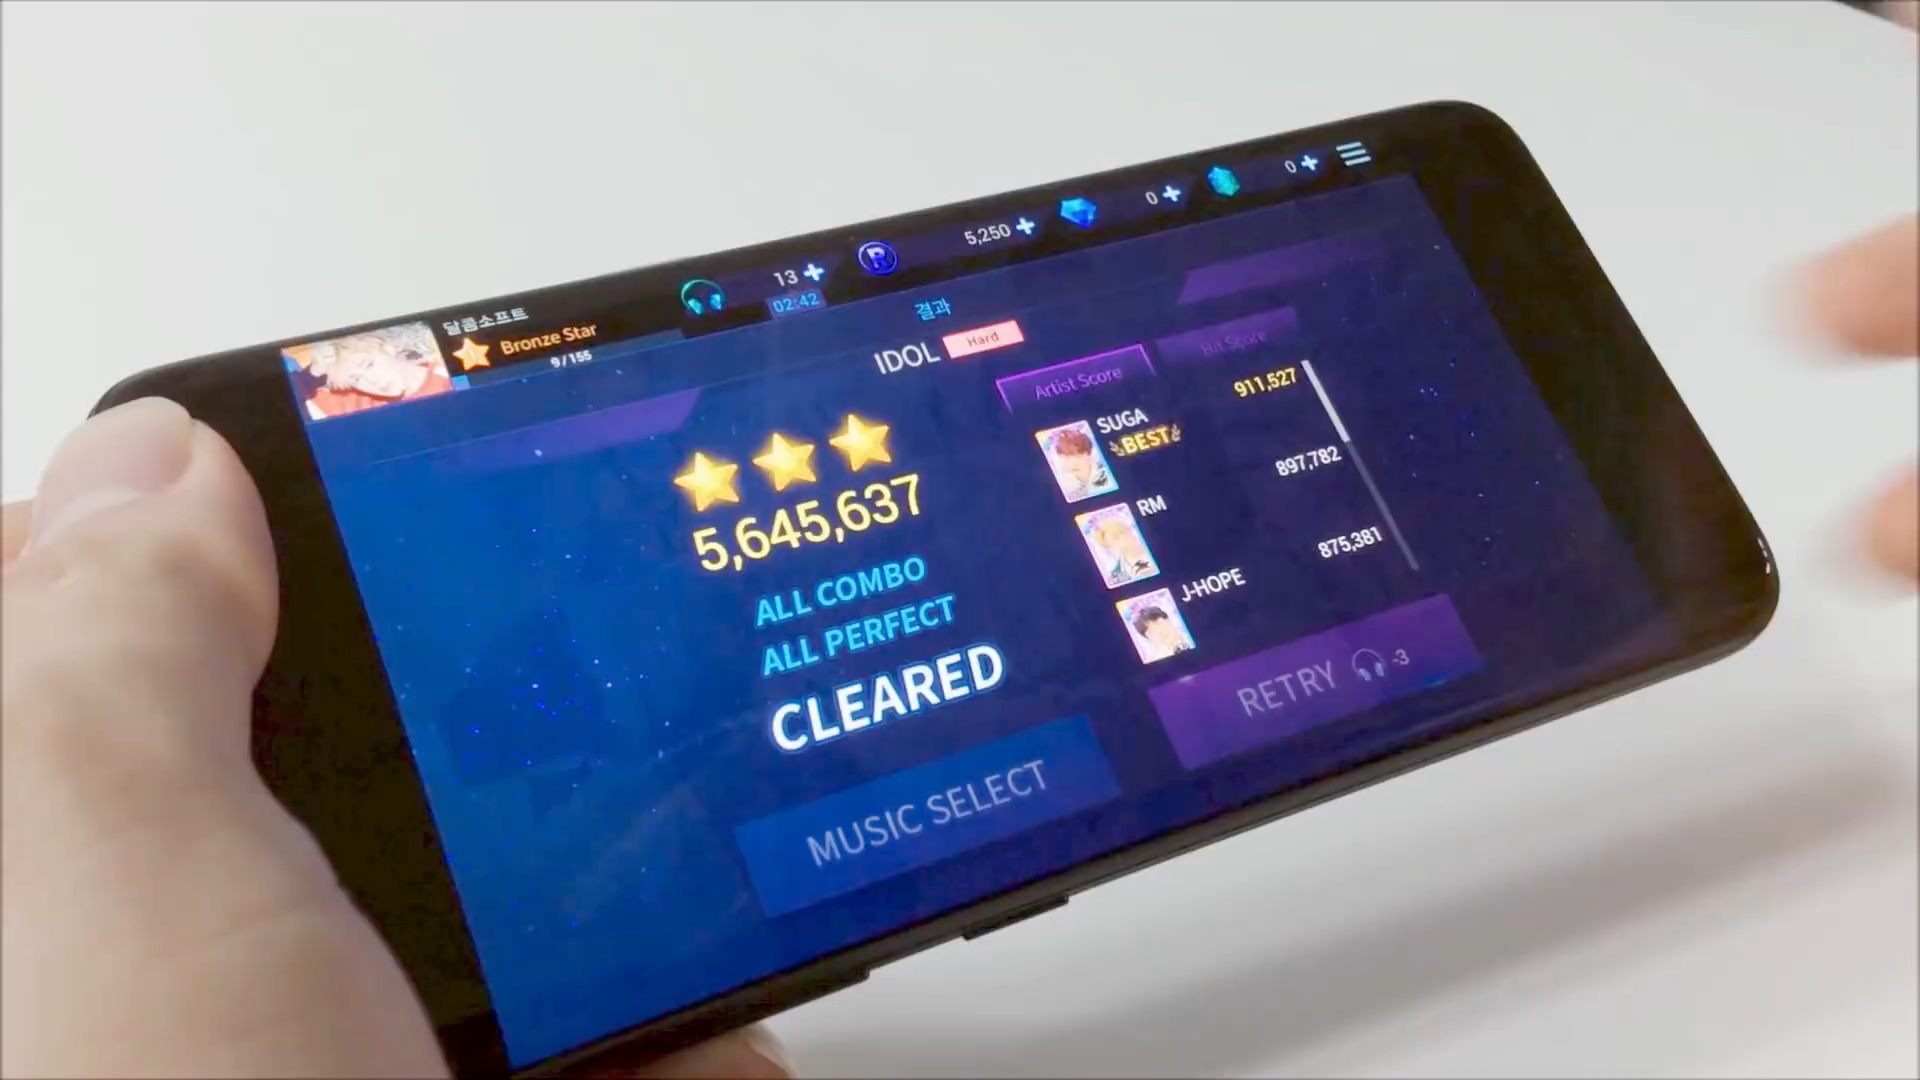 달콤소프트
Bronze Star
9/155
13
02:42
R
5,250
0
0
결과
IDOL Hard
5,645,637
ALL COMBO
ALL PERFECT
CLEARED
MUSIC SELECT
Artist Score
Hit Score
SUGA 911,527
BEST
RM 897,782
J-HOPE 875,381
RETRY -3